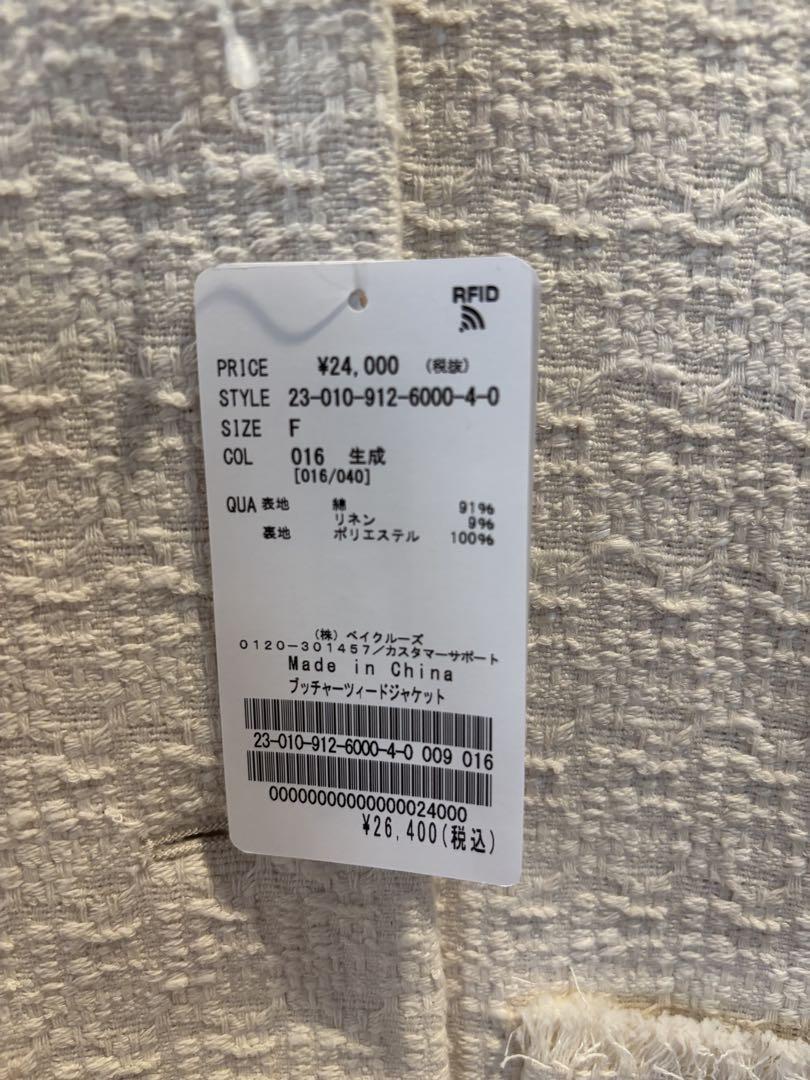 RFID
PRICE ¥24,000 (税抜)
STYLE 23-010-912-6000-4-0
SIZE F
COL 016 生成
[016/040]
QUA 表地 綿 91%
リネン 9%
裏地 ポリエステル 100%
(株) ベイクルーズ
0120-301457/カスタマーサポート
Made in China
ブッチャーツィードジャケット
23-010-912-6000-4-0 009 016
00000000000000024000
¥26,400(税込)